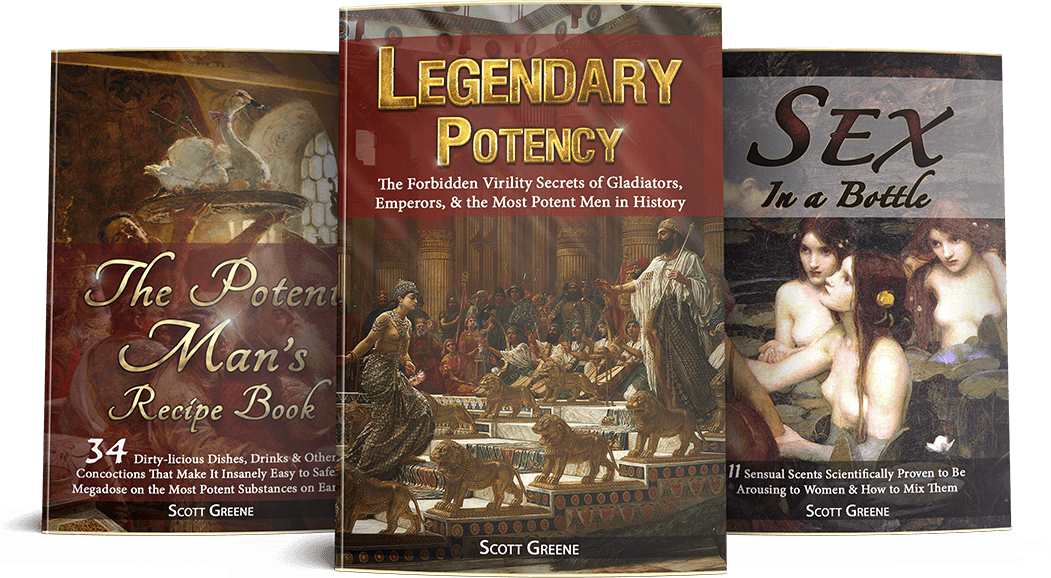 The Potent
Man's
Recipe Book
34 Dirty-licious Dishes, Drinks & Other
Concoctions That Make It Insanely Easy to Safe
Megadose on the Most Potent Substances on Ear
SCOTT GREENE
LEGENDARY
POTENCY
The Forbidden Virility Secrets of Gladiators,
Emperors, & the Most Potent Men in History
SCOTT GREENE
SEX
In a Bottle
11 Sensual Scents Scientifically Proven to Be
Arousing to Women & How to Mix Them
SCOTT GREENE